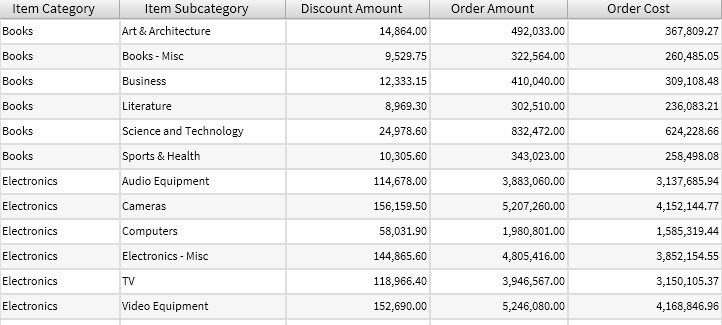 Item Category Item Subcategory Discount Amount Order Amount Order Cost
Books Art & Architecture 14,864.00 492,033.00 367,809.27
Books Books - Misc 9,529.75 322,564.00 260,485.05
Books Business 12,333.15 410,040.00 309,108.48
Books Literature 8,969.30 302,510.00 236,083.21
Books Science and Technology 24,978.60 832,472.00 624,228.66
Books Sports & Health 10,305.60 343,023.00 258,498.08
Electronics Audio Equipment 114,678.00 3,883,060.00 3,137,685.94
Electronics Cameras 156,159.50 5,207,260.00 4,152,144.77
Electronics Computers 58,031.90 1,980,801.00 1,585,319.44
Electronics Electronics - Misc 144,865.60 4,805,416.00 3,852,154.55
Electronics TV 118,966.40 3,946,567.00 3,150,105.37
Electronics Video Equipment 152,690.00 5,246,080.00 4,168,846.96